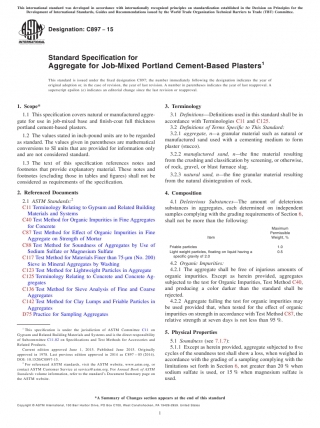 This international standard was developed in accordance with internationally recognized principles on standardization established in the Decision on Principles for the
Development of International Standards, Guides and Recommendations issued by the World Trade Organization Technical Barriers to Trade (TBT) Committee.
Designation: C897 − 15
INTERNATIONAL
Standard Specification for
Aggregate for Job-Mixed Portland Cement-Based Plasters¹
This standard is issued under the fixed designation C897; the number immediately following the designation indicates the year of
original adoption or, in the case of revision, the year of last revision. A number in parentheses indicates the year of last reapproval. A
superscript epsilon (ε) indicates an editorial change since the last revision or reapproval.
1. Scope*
1.1 This specification covers natural or manufactured aggre-
gate for use in job-mixed base and finish-coat full thickness
portland cement-based plasters.
1.2 The values stated in inch-pound units are to be regarded
as standard. The values given in parentheses are mathematical
conversions to SI units that are provided for information only
and are not considered standard.
1.3 The text of this specification references notes and
footnotes that provide explanatory material. These notes and
footnotes (excluding those in tables and figures) shall not be
considered as requirements of the specification.
2. Referenced Documents
2.1 ASTM Standards:²
C11 Terminology Relating to Gypsum and Related Building
Materials and Systems
C40 Test Method for Organic Impurities in Fine Aggregates
for Concrete
C87 Test Method for Effect of Organic Impurities in Fine
Aggregate on Strength of Mortar
C88 Test Method for Soundness of Aggregates by Use of
Sodium Sulfate or Magnesium Sulfate
C117 Test Method for Materials Finer Than 75-µm (No. 200)
Sieve in Mineral Aggregates by Washing
C123 Test Method for Lightweight Particles in Aggregate
C125 Terminology Relating to Concrete and Concrete Ag-
gregates
C136 Test Method for Sieve Analysis of Fine and Coarse
Aggregates
C142 Test Method for Clay Lumps and Friable Particles in
Aggregates
D75 Practice for Sampling Aggregates
¹ This specification is under the jurisdiction of ASTM Committee C11 on
Gypsum and Related Building Materials and Systems and is the direct responsibility
of Subcommittee C11.02 on Specifications and Test Methods for Accessories and
Related Products.
Current edition approved June 1, 2015. Published June 2015. Originally
approved in 1978. Last previous edition approved in 2014 as C897 – 05 (2014).
DOI: 10.1520/C0897-15.
² For referenced ASTM standards, visit the ASTM website, www.astm.org, or
contact ASTM Customer Service at service@astm.org. For Annual Book of ASTM
Standards volume information, refer to the standard's Document Summary page on
the ASTM website.
3. Terminology
3.1 Definitions—Definitions used in this standard shall be in
accordance with Terminologies C11 and C125.
3.2 Definitions of Terms Specific to This Standard:
3.2.1 aggregate, n—a granular material such as natural or
manufactured sand used with a cementing medium to form
plaster (stucco).
3.2.2 manufactured sand, n—the fine material resulting
from the crushing and classification by screening, or otherwise,
of rock, gravel, or blast furnace slag.
3.2.3 natural sand, n—the fine granular material resulting
from the natural disintegration of rock.
4. Composition
4.1 Deleterious Substances—The amount of deleterious
substances in aggregates, each determined on independent
samples complying with the grading requirements of Section 6,
shall not be more than the following:
Item
Maximum
Permissible
Weight, %
Friable particles 1.0
Light weight particles, floating on liquid having a
specific gravity of 2.0 0.5
4.2 Organic Impurities:
4.2.1 The aggregate shall be free of injurious amounts of
organic impurities. Except as herein provided, aggregates
subjected to the test for Organic Impurities, Test Method C40,
and producing a color darker than the standard shall be
rejected.
4.2.2 Aggregate failing the test for organic impurities may
be used provided that, when tested for the effect of organic
impurities on strength in accordance with Test Method C87, the
relative strength at seven days is not less than 95 %.
5. Physical Properties
5.1 Soundness (see 7.1.7):
5.1.1 Except as herein provided, aggregate subjected to five
cycles of the soundness test shall show a loss, when weighed in
accordance with the grading of a sampling complying with the
limitations set forth in Section 6, not greater than 20 % when
sodium sulfate is used, or 15 % when magnesium sulfate is
used.
*A Summary of Changes section appears at the end of this standard
Copyright © ASTM International, 100 Barr Harbor Drive, PO Box C700, West Conshohocken, PA 19428-2959. United States
1